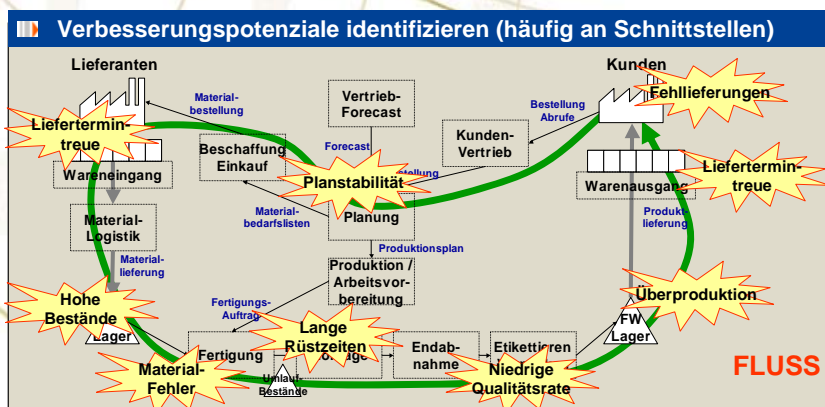 Verbesserungspotenziale identifizieren (häufig an Schnittstellen)
Lieferanten
Kunden
Material-
bestellung
Vertrieb-
Forecast
Bestellung
Abrufe
Fehllieferungen
Liefertermin-
treue
Beschaffung
Einkauf
Forecast
Kunden-
Vertrieb
Wareneingang
Planstabilität
Warenausgang
Liefertermin-
treue
Material-
Logistik
Material-
bedarfslisten
Planung
Produkt-
lieferung
Produktionsplan
Material-
lieferung
Produktion /
Arbeitsvor-
bereitung
Hohe
Bestände
Lager
Fertigungs-
Auftrag
Überproduktion
Lange
Rüstzeiten
FW
Lager
Fertigung
Endab-
nahme
Etikettieren
Material-
Fehler
Umlauf-
Bestände
Niedrige
Qualitätsrate
FLUSS